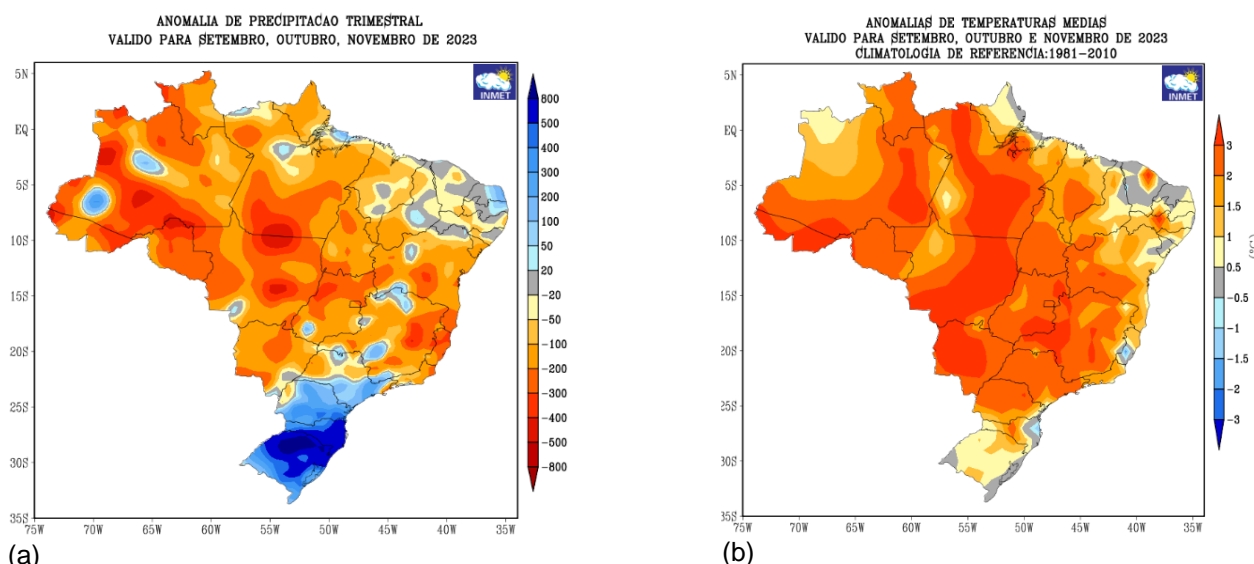 ANOMALIA DE PRECIPITACAO TRIMESTRAL
VALIDO PARA SETEMBRO, OUTUBRO, NOVEMBRO DE 2023
INMET
5N
EQ
5S
10S
15S
20S
25S
30S
35S
75W 70W 65W 60W 55W 50W 45W 40W 35W
800
500
400
300
200
100
50
20
-20
-50
-100
-200
-300
-400
-500
-800
(a)
ANOMALIAS DE TEMPERATURAS MEDIAS
VALIDO PARA SETEMBRO, OUTUBRO E NOVEMBRO DE 2023
CLIMATOLOGIA DE REFERENCIA:1981-2010
INMET
5N
EQ
5S
10S
15S
20S
25S
30S
35S
75W 70W 65W 60W 55W 50W 45W 40W 35W
3
2
1.5
1
0.5
-0.5
-1
-1.5
-2
-3
(°C)
(b)